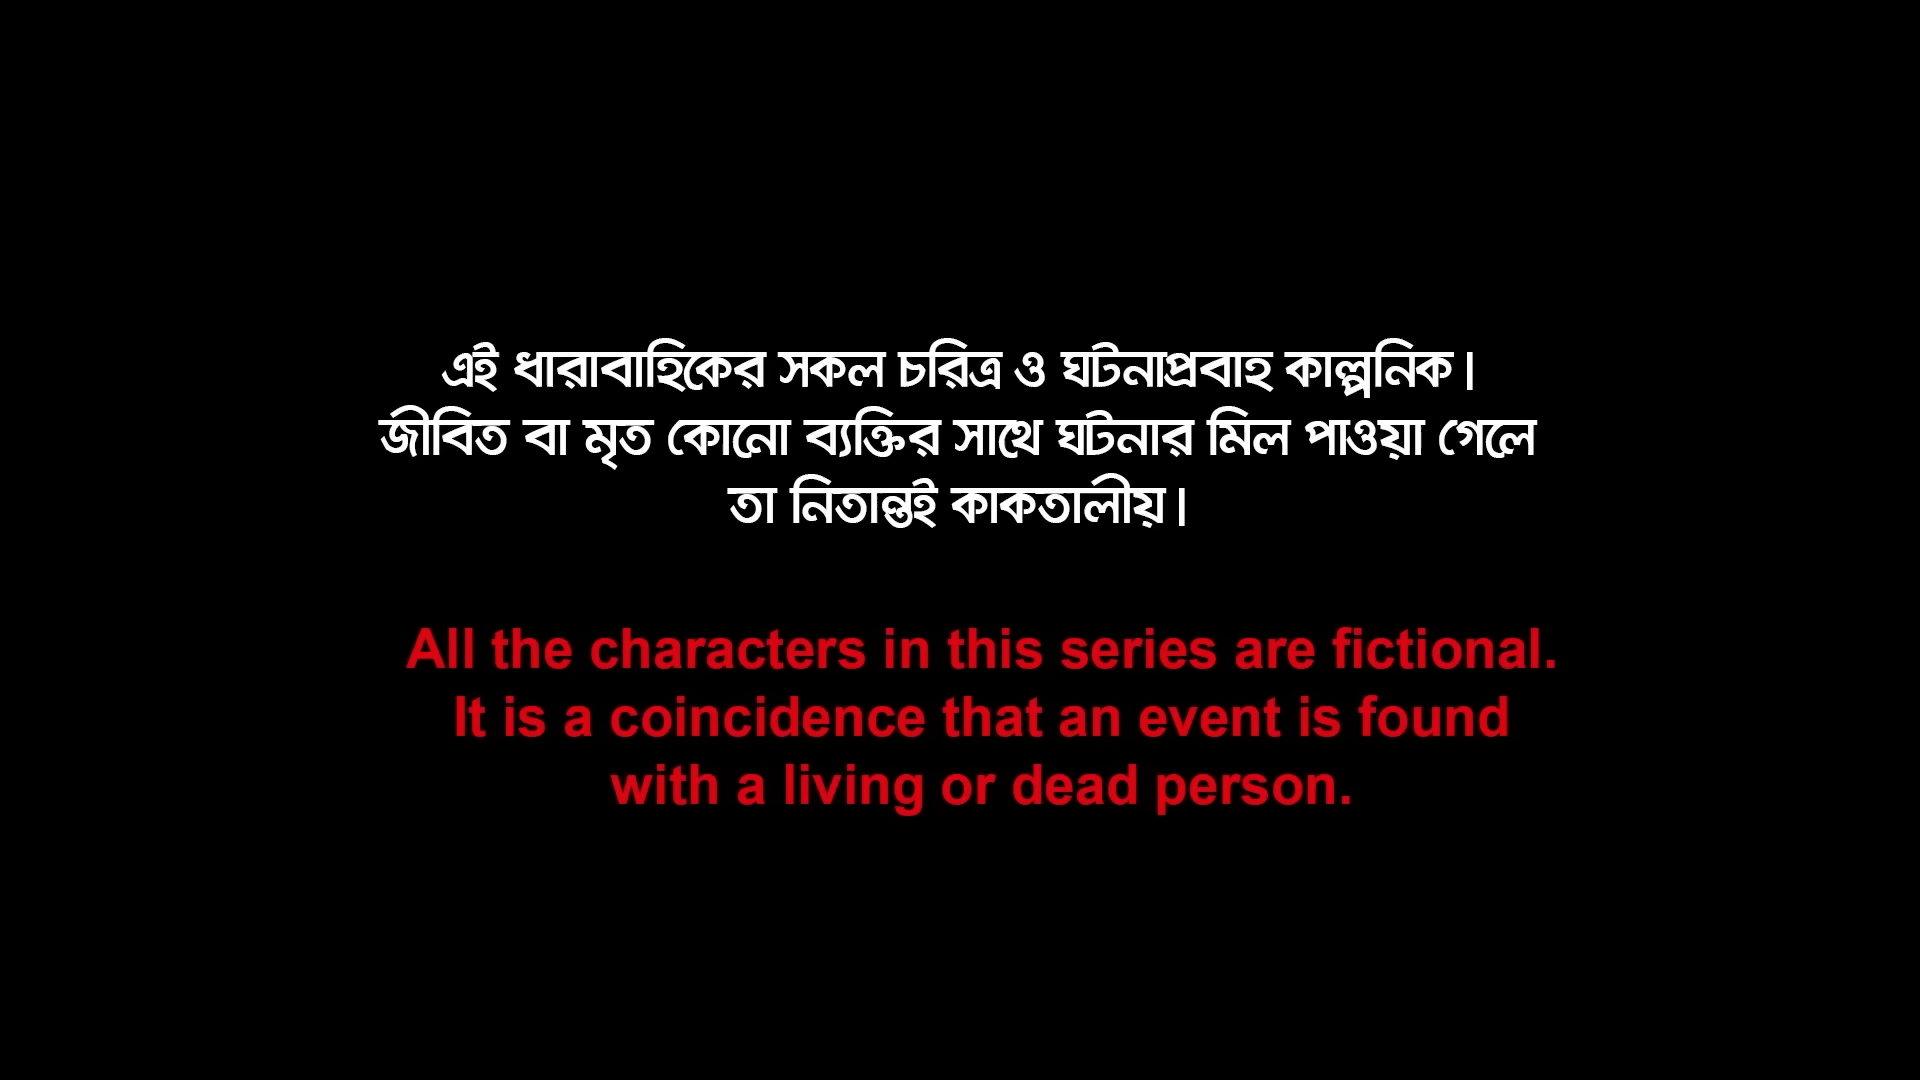 এই ধারাবাহিকের সকল চরিত্র ও ঘটনাপ্রবাহ কাল্পনিক।
জীবিত বা মৃত কোনো ব্যক্তির সাথে ঘটনার মিল পাওয়া গেলে
তা নিতান্তই কাকতালীয়।
All the characters in this series are fictional.
It is a coincidence that an event is found
with a living or dead person.